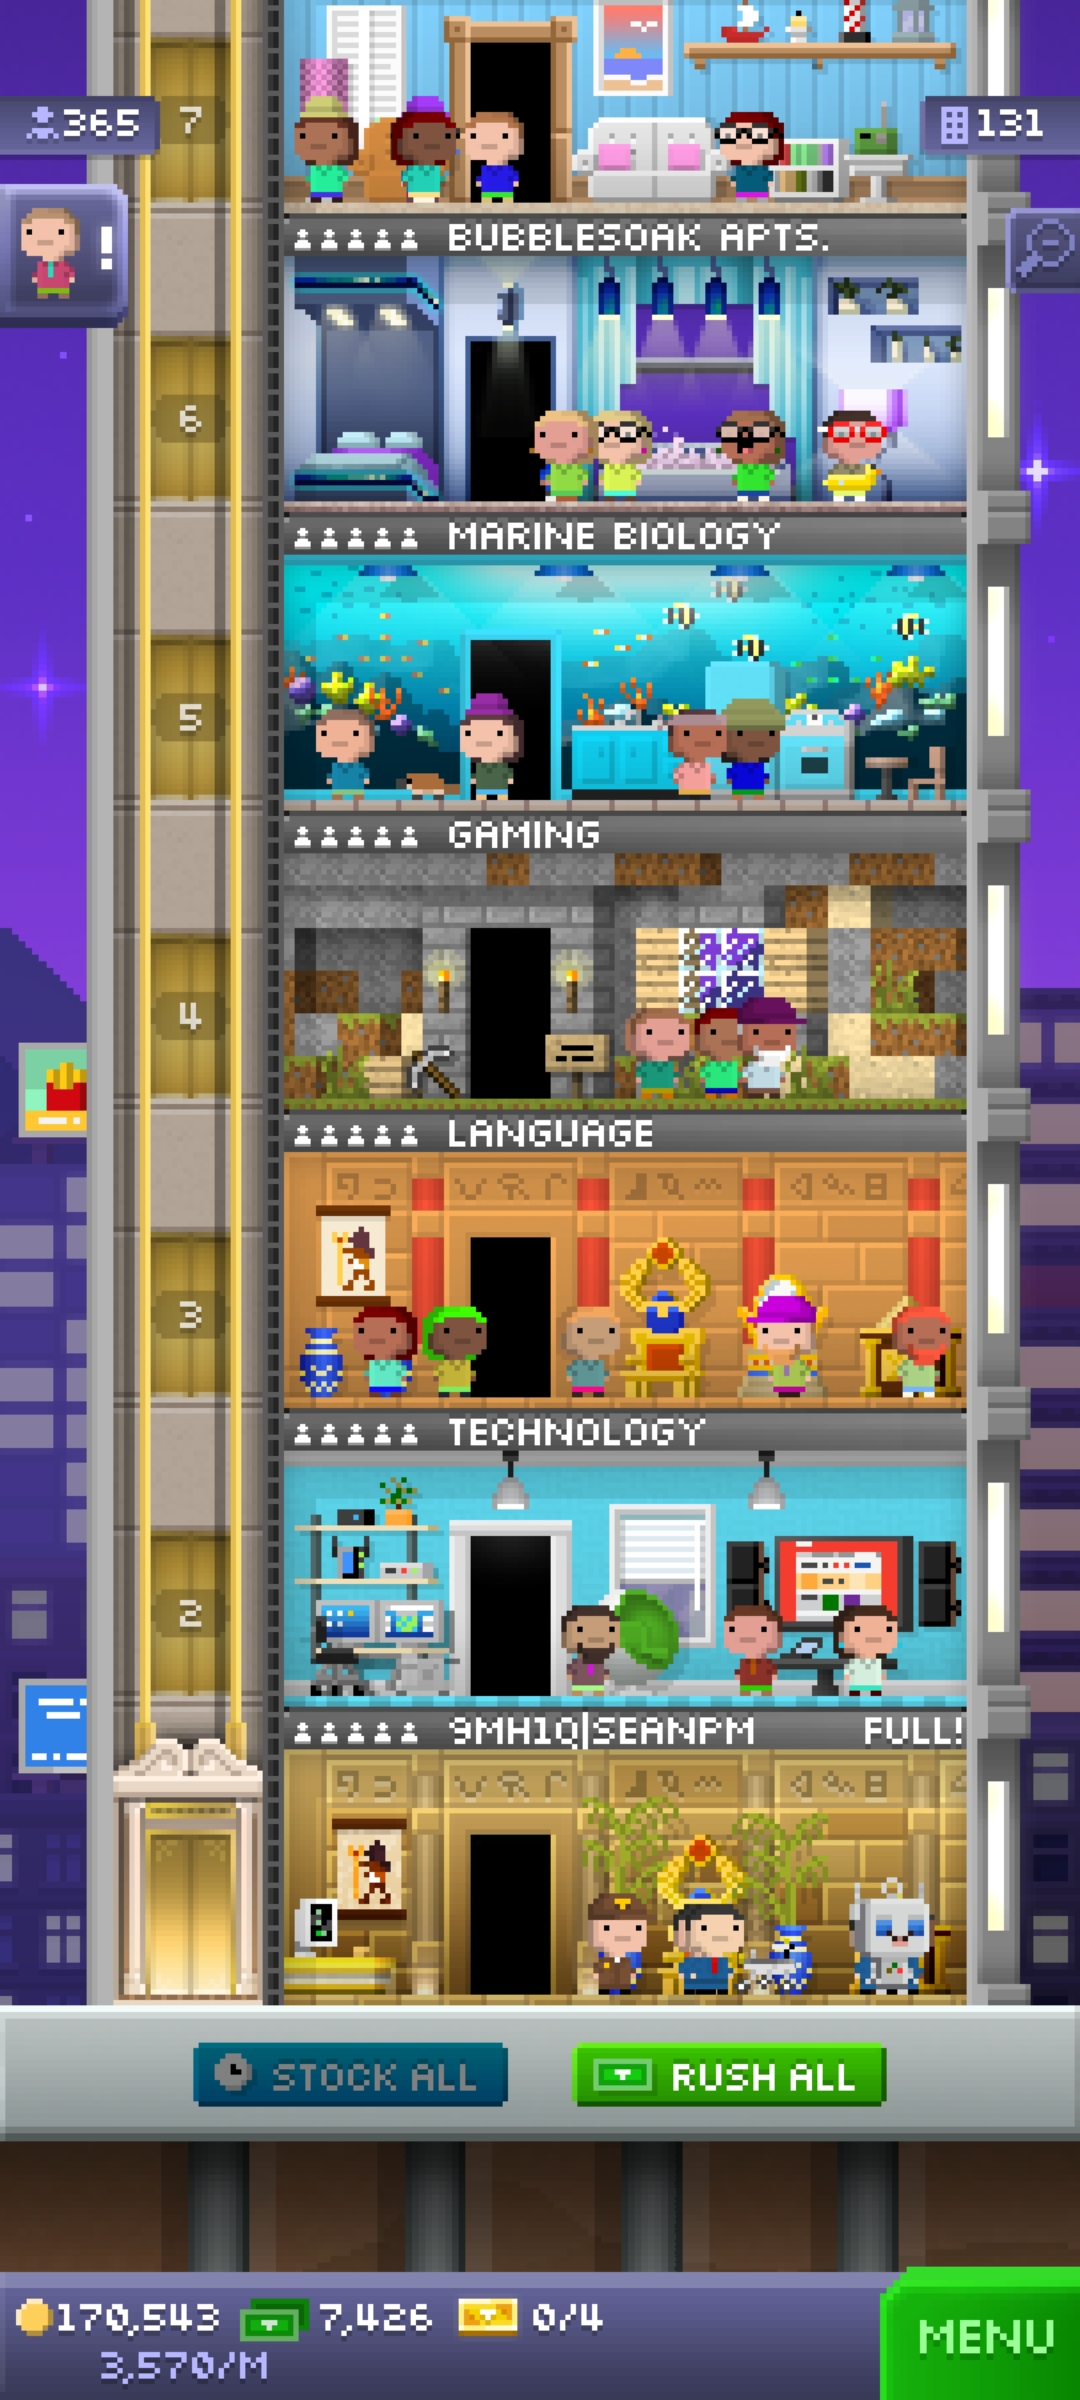 7
365
131
!
BUBBLESOAK APTS.
6
MARINE BIOLOGY
5
GAMING
4
LANGUAGE
3
TECHNOLOGY
2
9MH1Q|SEANPM FULL!
STOCK ALL
RUSH ALL
170,543 7,426 0/4
3,570/M
MENU